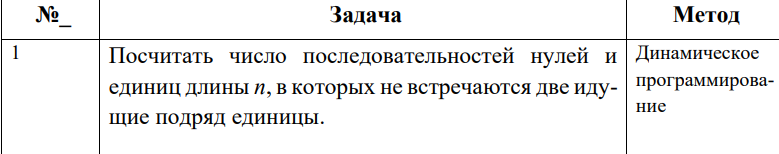 №_ Задача Метод
1 Посчитать число последовательностей нулей и Динамическое
единиц длины n, в которых не встречаются две иду- программирова-
щие подряд единицы. ние